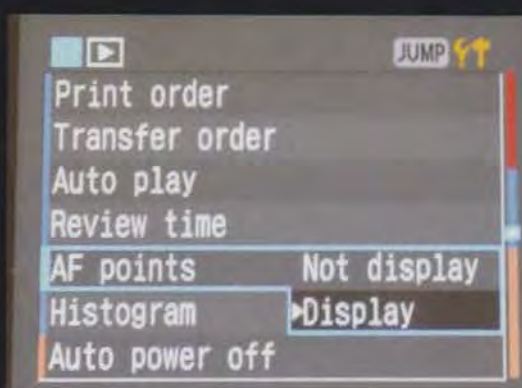 JUMP
Print order
Transfer order
Auto play
Review time
AF points Not display
Histogram Display
Auto power off